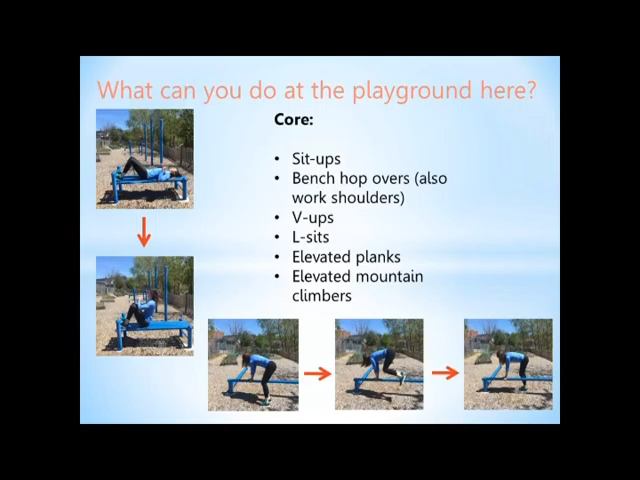 What can you do at the playground here?
Core:
• Sit-ups
• Bench hop overs (also
work shoulders)
• V-ups
• L-sits
• Elevated planks
• Elevated mountain
climbers